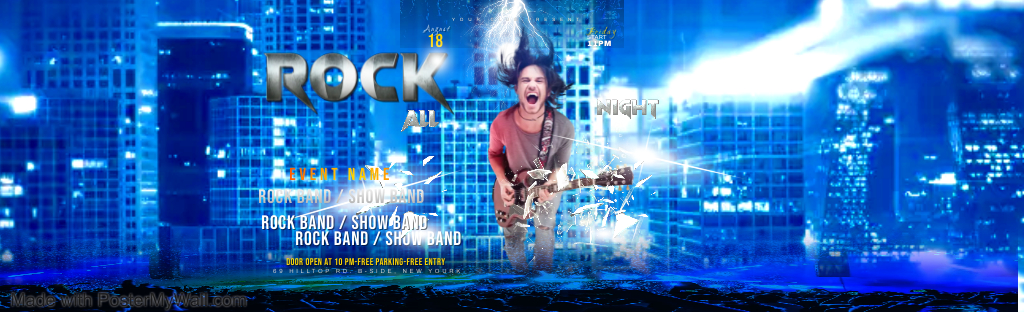 August
18
Friday
START
11PM
ROCK
ALL
NIGHT
EVENT NAME
ROCK BAND / SHOW BAND
ROCK BAND / SHOW BAND
ROCK BAND / SHOW BAND
DOOR OPEN AT 10 PM-FREE PARKING-FREE ENTRY
69 HILLTOP RD. B-SIDE, NEW YOURK
Made with PosterMyWall.com